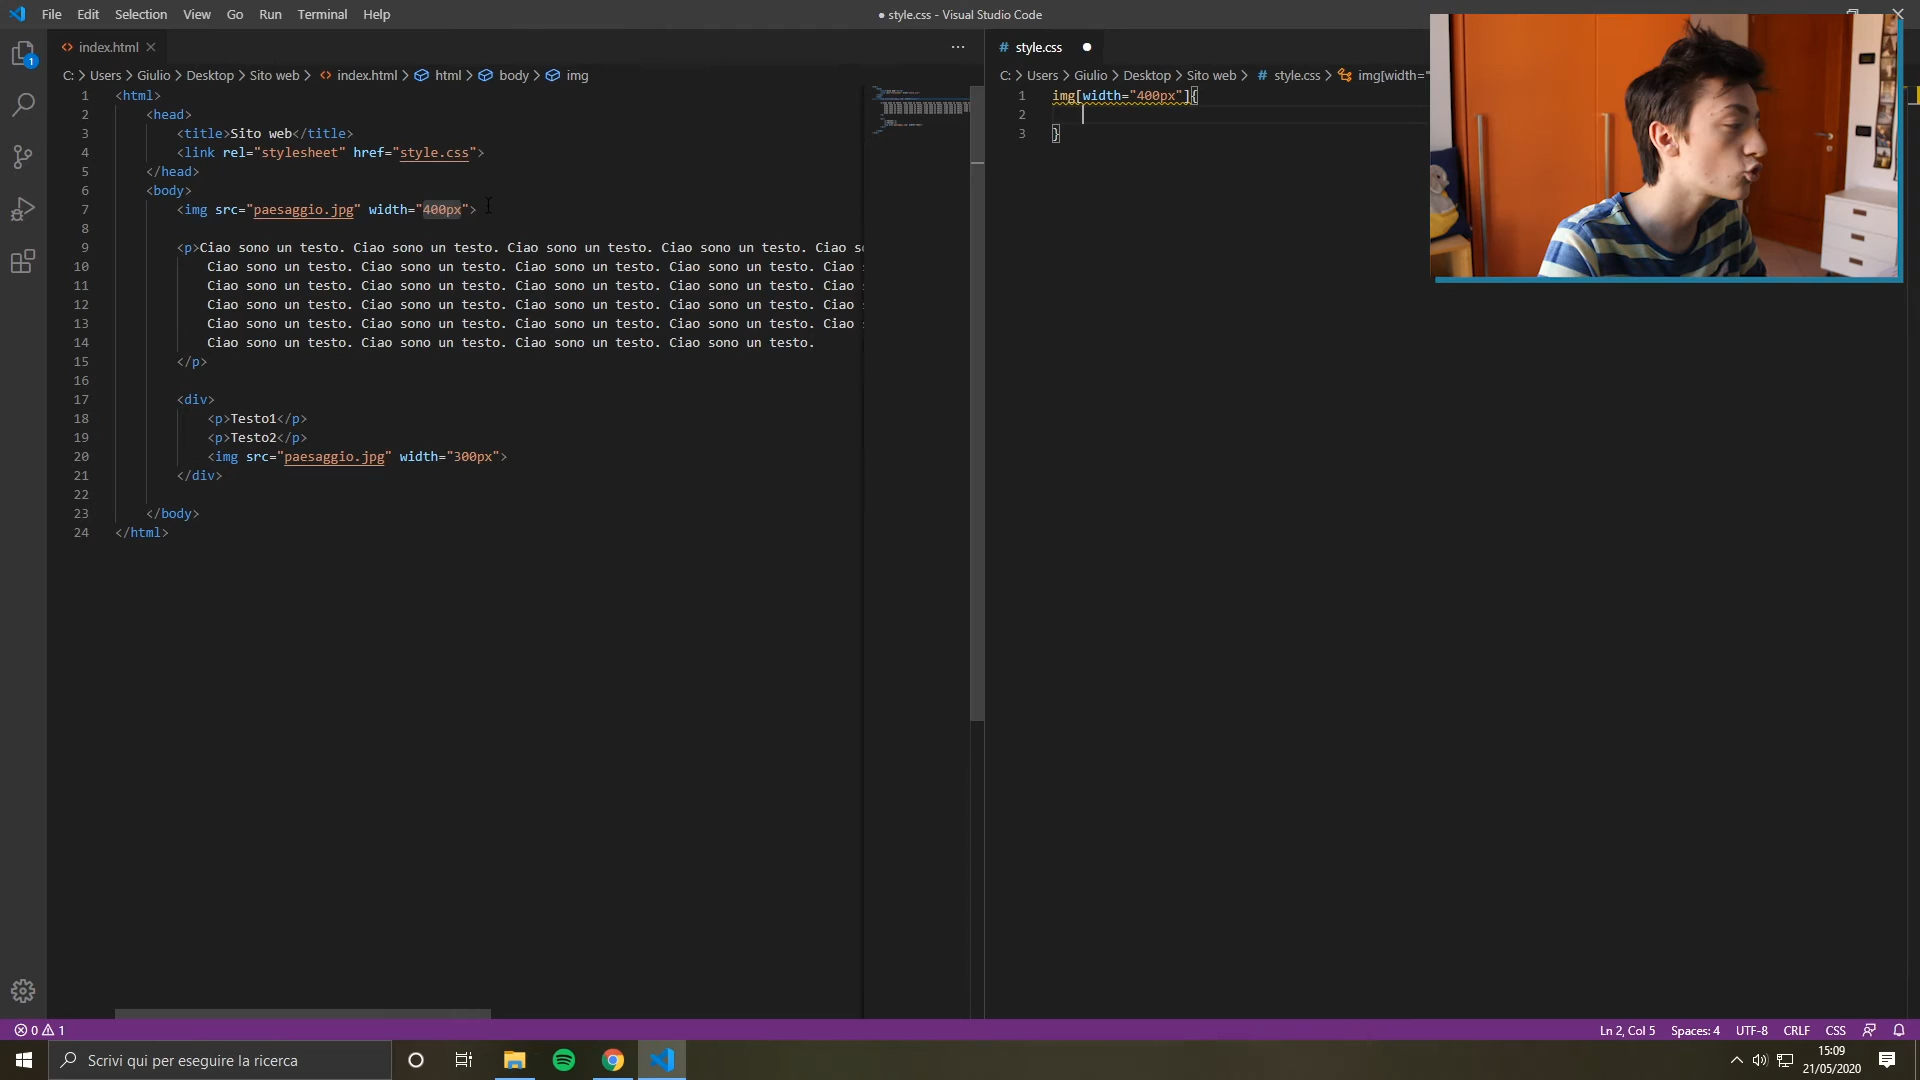 File Edit Selection View Go Run Terminal Help
● style.css - Visual Studio Code
index.html
style.css
C: > Users > Giulio > Desktop > Sito web > index.html > html > body > img
C: > Users > Giulio > Desktop > Sito web > style.css > img[width="
1 <html>
2 <head>
3 <title>Sito web</title>
4 <link rel="stylesheet" href="style.css">
5 </head>
6 <body>
7 <img src="paesaggio.jpg" width="400px">
8
9 <p>Ciao sono un testo. Ciao sono un testo. Ciao sono un testo. Ciao sono un testo. Ciao s
10 Ciao sono un testo. Ciao sono un testo. Ciao sono un testo. Ciao sono un testo. Ciao
11 Ciao sono un testo. Ciao sono un testo. Ciao sono un testo. Ciao sono un testo. Ciao
12 Ciao sono un testo. Ciao sono un testo. Ciao sono un testo. Ciao sono un testo. Ciao
13 Ciao sono un testo. Ciao sono un testo. Ciao sono un testo. Ciao sono un testo. Ciao
14 Ciao sono un testo. Ciao sono un testo. Ciao sono un testo. Ciao sono un testo.
15 </p>
16
17 <div>
18 <p>Testo1</p>
19 <p>Testo2</p>
20 <img src="paesaggio.jpg" width="300px">
21 </div>
22
23 </body>
24 </html>
1 img[width="400px"]{
2
3 }
1
0 1
Ln 2, Col 5 Spaces: 4 UTF-8 CRLF CSS
Scrivi qui per eseguire la ricerca
15:09
21/05/2020